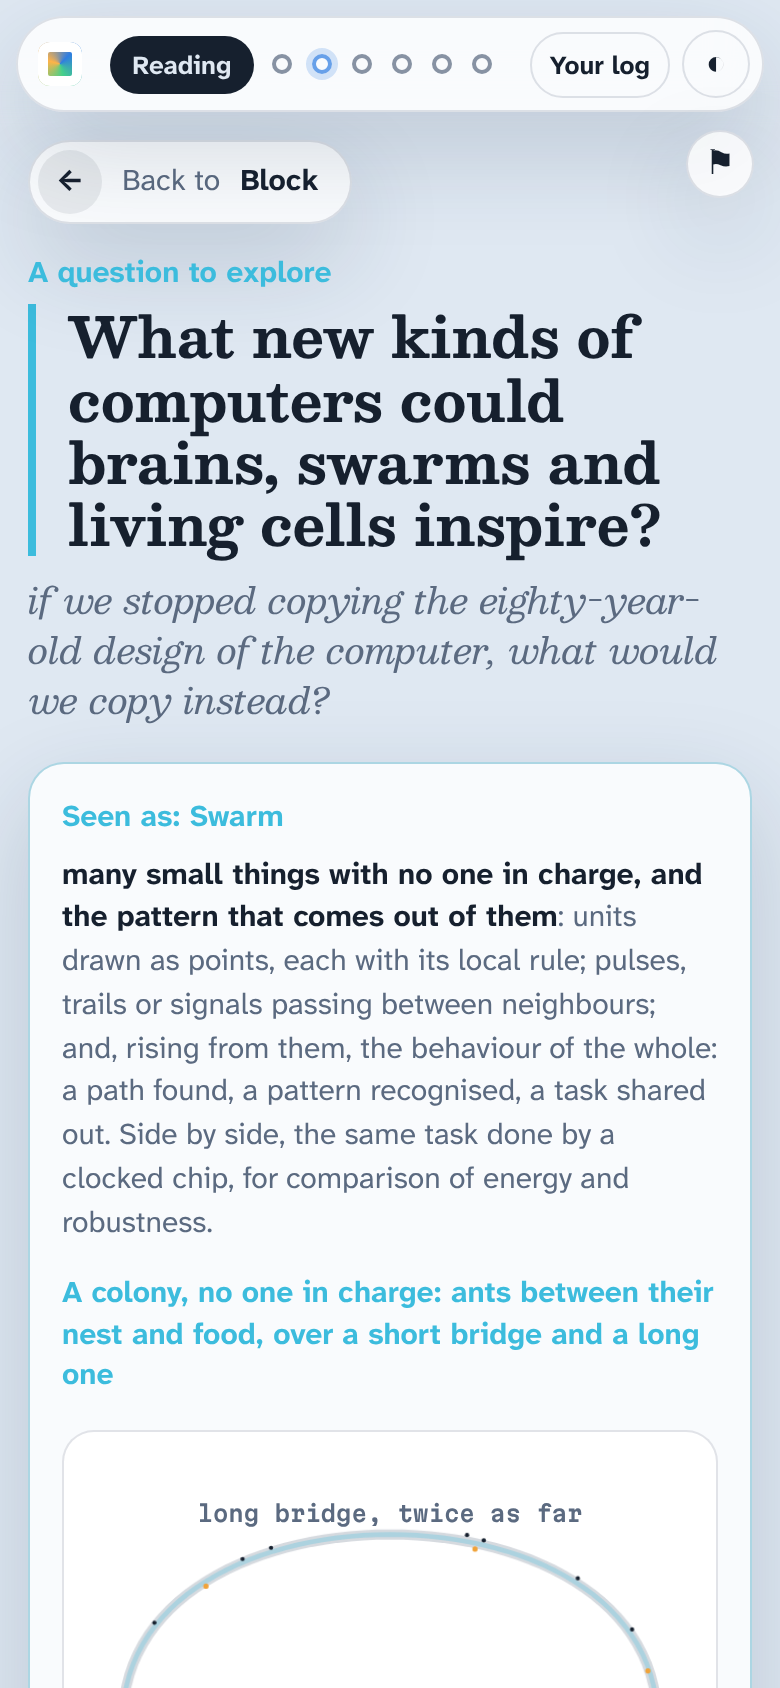 Reading
Your log
Back to Block
A question to explore
What new kinds of
computers could
brains, swarms and
living cells inspire?
if we stopped copying the eighty-year-
old design of the computer, what would
we copy instead?
Seen as: Swarm
many small things with no one in charge, and
the pattern that comes out of them: units
drawn as points, each with its local rule; pulses,
trails or signals passing between neighbours;
and, rising from them, the behaviour of the whole:
a path found, a pattern recognised, a task shared
out. Side by side, the same task done by a
clocked chip, for comparison of energy and
robustness.
A colony, no one in charge: ants between their
nest and food, over a short bridge and a long
one
long bridge, twice as far